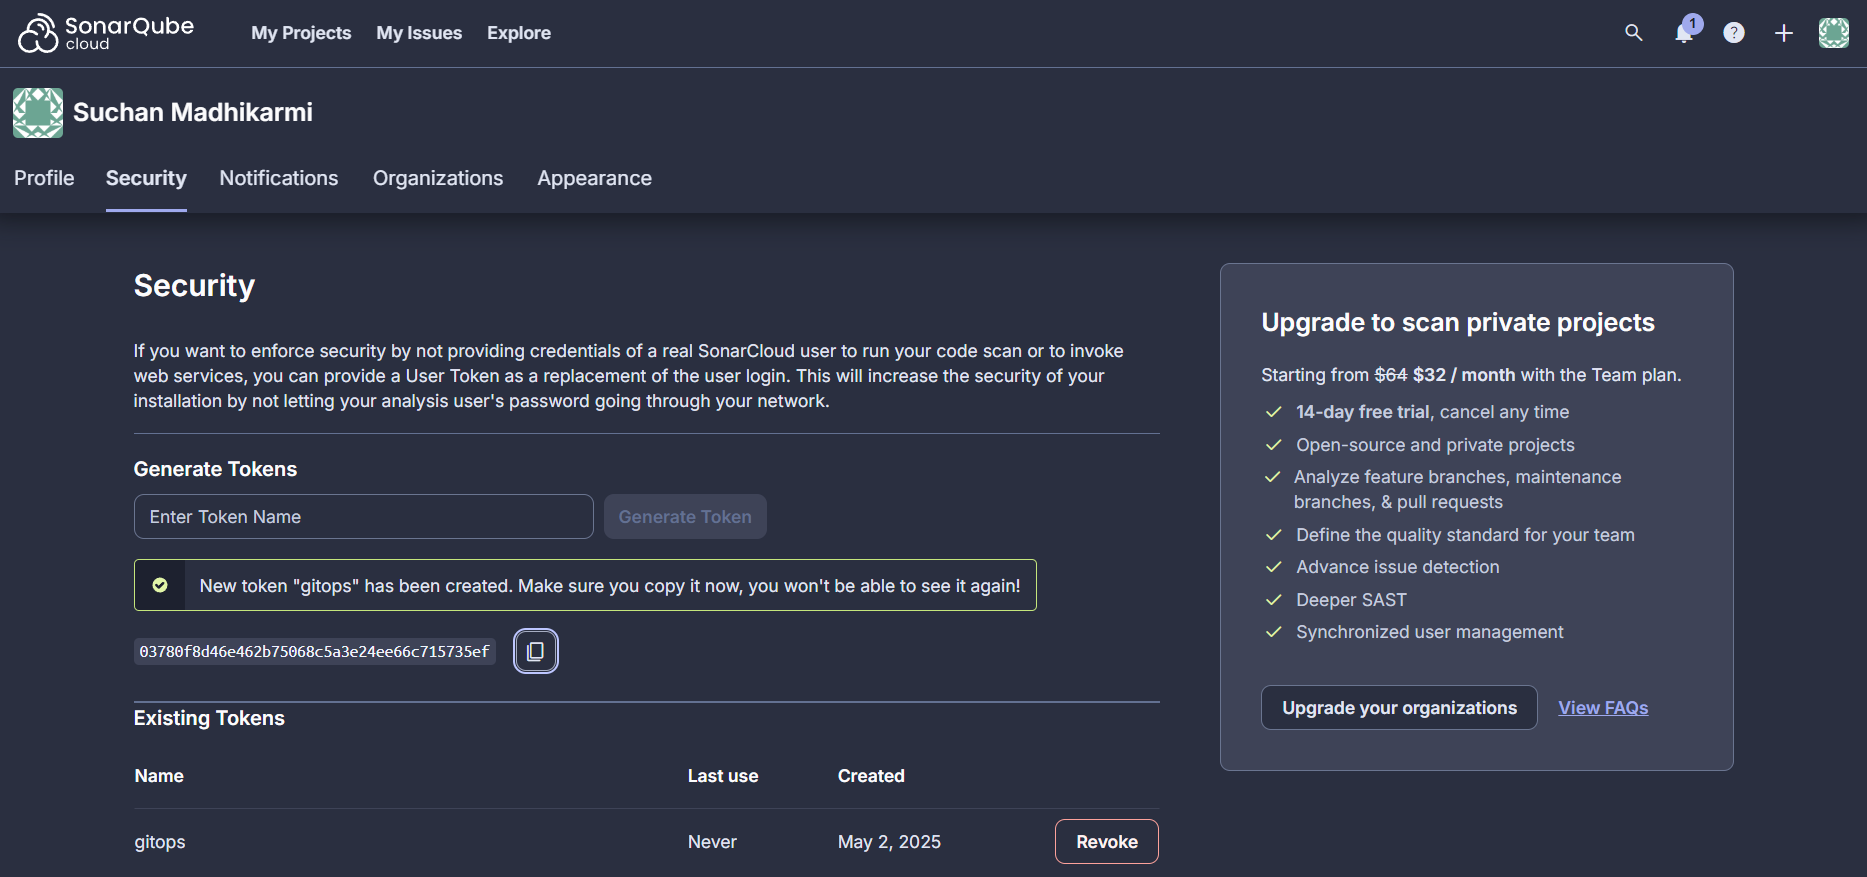 SonarQube
cloud
My Projects
My Issues
Explore
1
?
Suchan Madhikarmi
Profile
Security
Notifications
Organizations
Appearance
Security
If you want to enforce security by not providing credentials of a real SonarCloud user to run your code scan or to invoke
web services, you can provide a User Token as a replacement of the user login. This will increase the security of your
installation by not letting your analysis user's password going through your network.
Generate Tokens
Enter Token Name
Generate Token
New token "gitops" has been created. Make sure you copy it now, you won't be able to see it again!
03780f8d46e462b75068c5a3e24ee66c715735ef
Existing Tokens
Name
Last use
Created
gitops
Never
May 2, 2025
Revoke
Upgrade to scan private projects
Starting from $64 $32 / month with the Team plan.
14-day free trial, cancel any time
Open-source and private projects
Analyze feature branches, maintenance
branches, & pull requests
Define the quality standard for your team
Advance issue detection
Deeper SAST
Synchronized user management
Upgrade your organizations
View FAQs